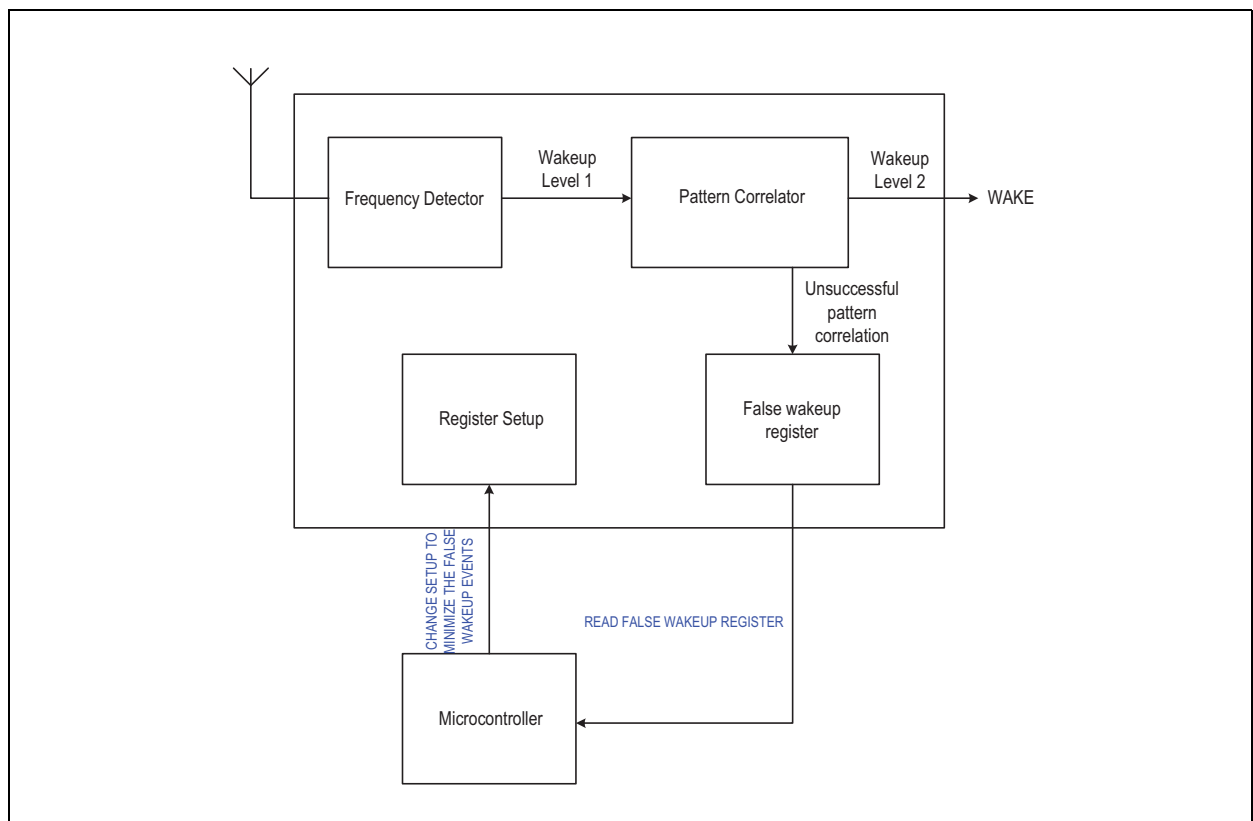 Wakeup
Level 1
Wakeup
Level 2
Frequency Detector
Pattern Correlator
WAKE
Unsuccessful
pattern
correlation
Register Setup
False wakeup
register
CHANGE SETUP TO
MINIMIZE THE FALSE
WAKEUP EVENTS
READ FALSE WAKEUP REGISTER
Microcontroller